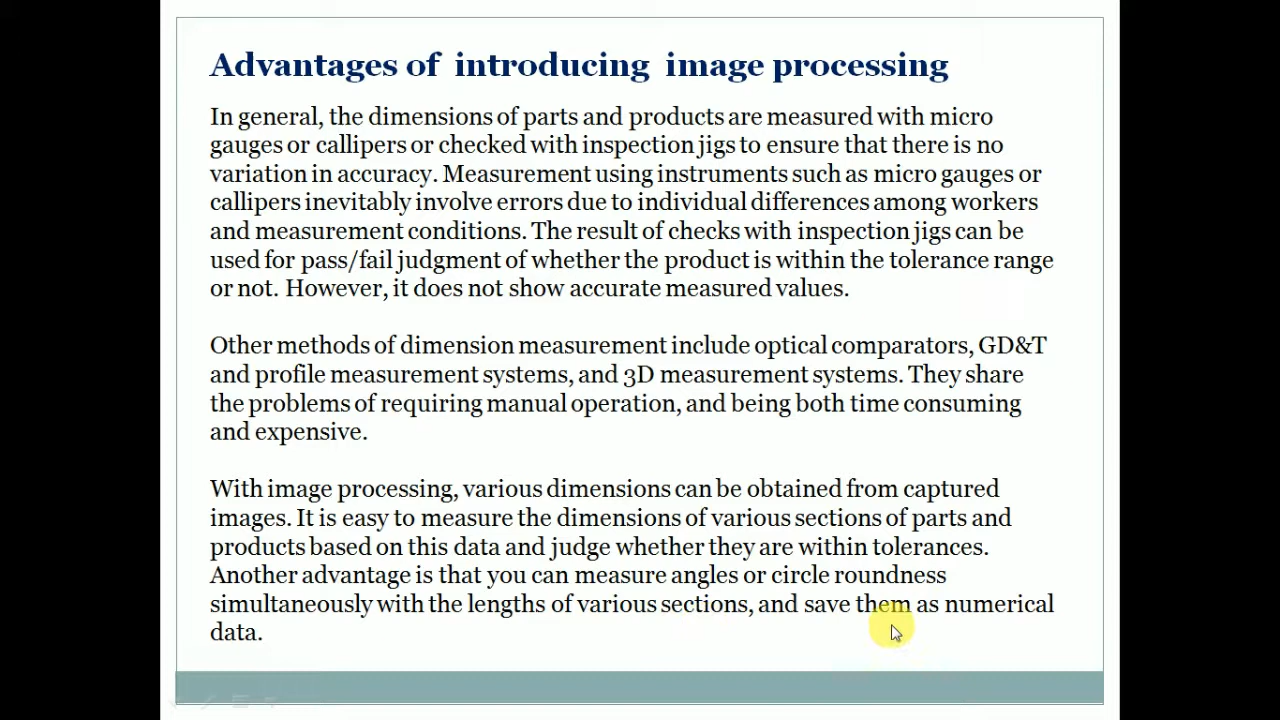 Advantages of introducing image processing
In general, the dimensions of parts and products are measured with micro
gauges or callipers or checked with inspection jigs to ensure that there is no
variation in accuracy. Measurement using instruments such as micro gauges or
callipers inevitably involve errors due to individual differences among workers
and measurement conditions. The result of checks with inspection jigs can be
used for pass/fail judgment of whether the product is within the tolerance range
or not. However, it does not show accurate measured values.
Other methods of dimension measurement include optical comparators, GD&T
and profile measurement systems, and 3D measurement systems. They share
the problems of requiring manual operation, and being both time consuming
and expensive.
With image processing, various dimensions can be obtained from captured
images. It is easy to measure the dimensions of various sections of parts and
products based on this data and judge whether they are within tolerances.
Another advantage is that you can measure angles or circle roundness
simultaneously with the lengths of various sections, and save them as numerical
data.